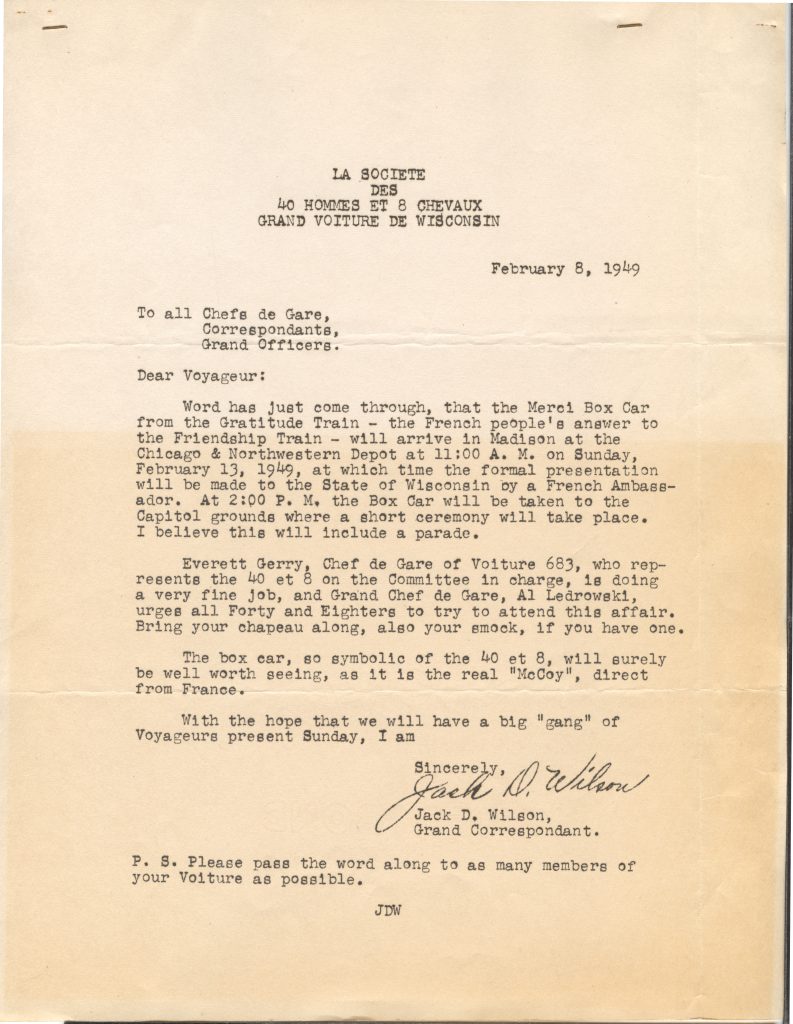 LA SOCIETE
DES
40 HOMMES ET 8 CHEVAUX
GRAND VOITURE DE WISCONSIN
February 8, 1949
To all Chefs de Gare,
Correspondants,
Grand Officers.
Dear Voyageur:
Word has just come through, that the Merci Box Car
from the Gratitude Train - the French people's answer to
the Friendship Train - will arrive in Madison at the
Chicago & Northwestern Depot at 11:00 A. M. on Sunday,
February 13, 1949, at which time the formal presentation
will be made to the State of Wisconsin by a French Ambass-
ador. At 2:00 P. M. the Box Car will be taken to the
Capitol grounds where a short ceremony will take place.
I believe this will include a parade.
Everett Gerry, Chef de Gare of Voiture 683, who rep-
resents the 40 et 8 on the Committee in charge, is doing
a very fine job, and Grand Chef de Gare, Al Ledrowski,
urges all Forty and Eighters to try to attend this affair.
Bring your chapeau along, also your smock, if you have one.
The box car, so symbolic of the 40 et 8, will surely
be well worth seeing, as it is the real "McCoy", direct
from France.
With the hope that we will have a big "gang" of
Voyageurs present Sunday, I am
Sincerely,
Jack D. Wilson
Jack D. Wilson,
Grand Correspondant.
P. S. Please pass the word along to as many members of
your Voiture as possible.
JDW